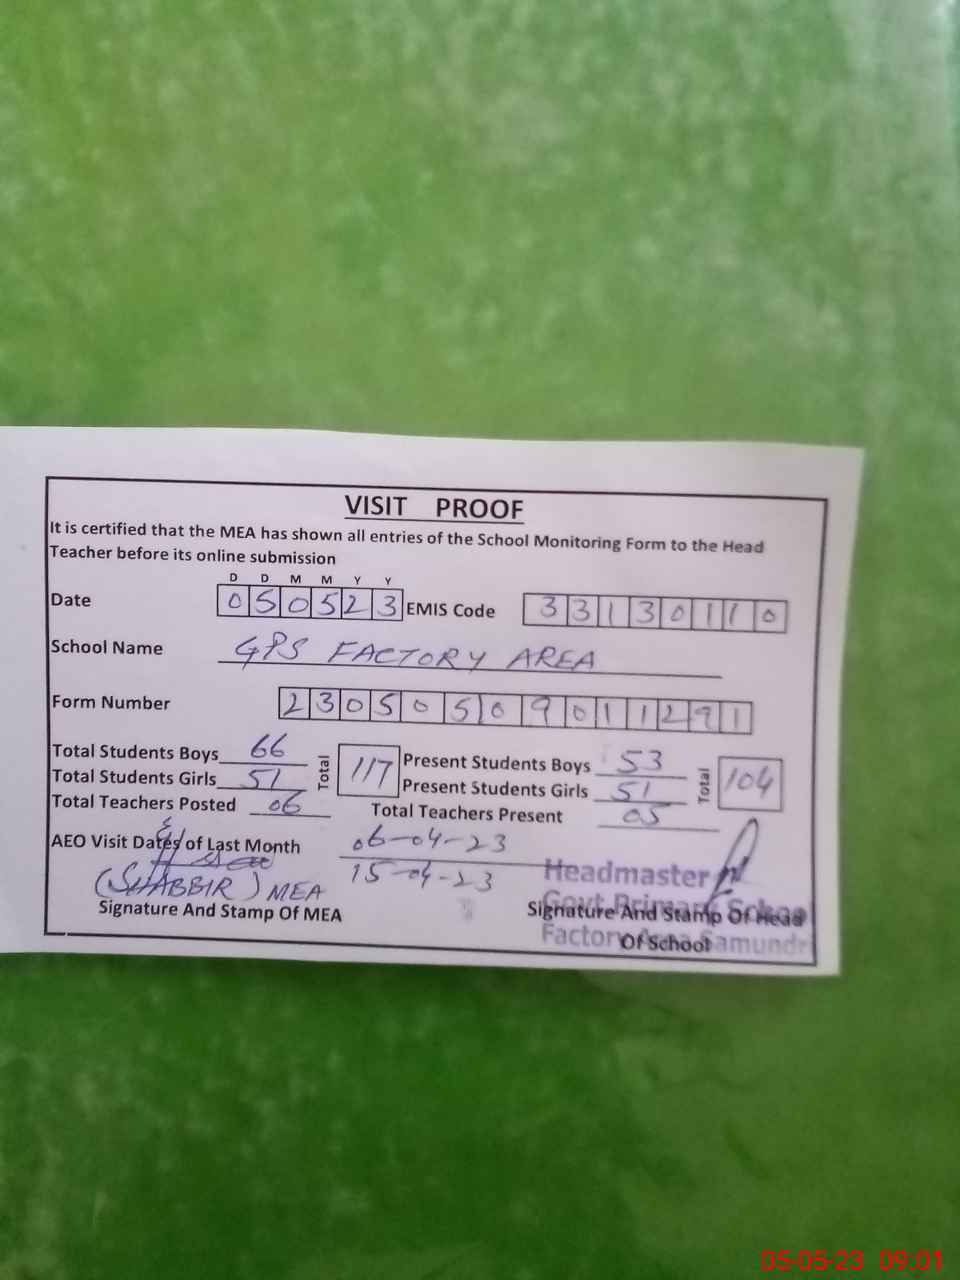 VISIT PROOF
It is certified that the MEA has shown all entries of the School Monitoring Form to the Head
Teacher before its online submission
D D M M Y Y
Date 0 5 0 5 2 3 EMIS Code 3 3 1 3 0 1 1 0
School Name GPS FACTORY AREA
Form Number 2 3 0 5 0 5 0 9 0 1 1 2 9 1
Total Students Boys 66 Total 117 Present Students Boys 53 Total 104
Total Students Girls 51 Present Students Girls 51
Total Teachers Posted 06 Total Teachers Present 05
AEO Visit Dates of Last Month 06-04-23
15-04-23
(SHABBIR) MEA
Signature And Stamp Of MEA
Headmaster
Govt. Primary School
Factory Area Samundri
Signature And Stamp Of Head
Of School
05-05-23 09:01